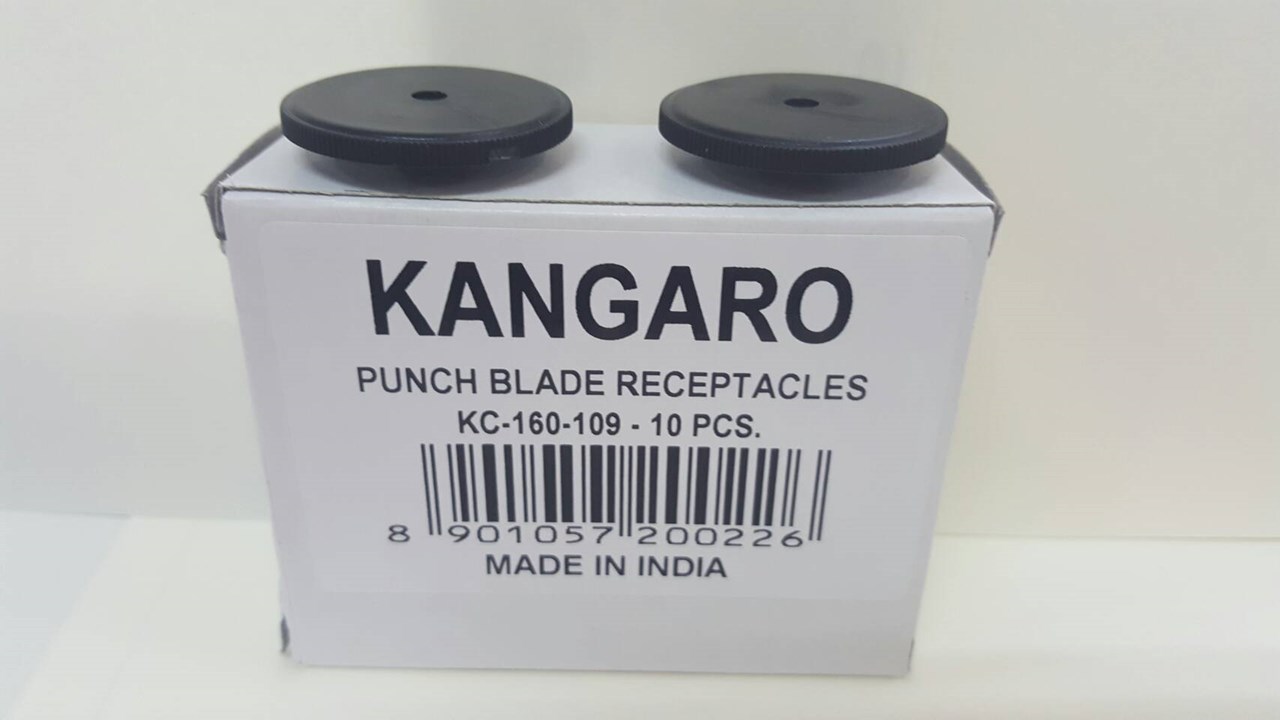 KANGARO
PUNCH BLADE RECEPTACLES
KC-160-109 - 10 PCS.
8 901057 200226
MADE IN INDIA